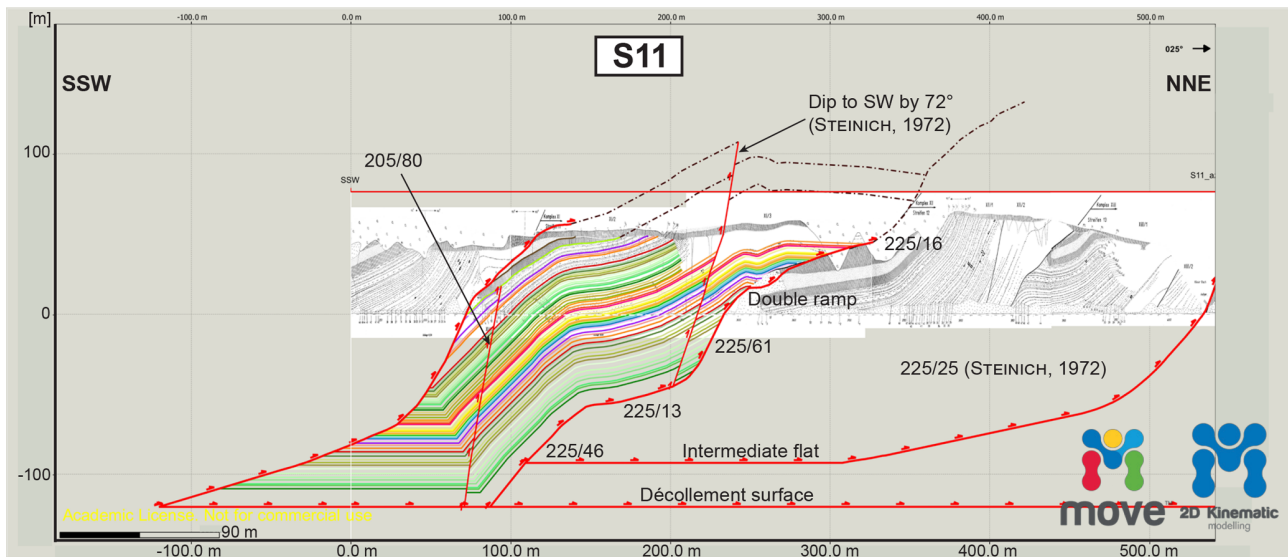 [m]
-100.0 m
0.0 m
100.0 m
200.0 m
300.0 m
400.0 m
500.0 m
S11
025°
SSW
NNE
Dip to SW by 72°
(STEINICH, 1972)
100
205/80
SSW
225/16
Double ramp
0
225/61
225/25 (STEINICH, 1972)
225/13
225/46
Intermediate flat
-100
Décollement surface
Academic License. Not for commercial use
90 m
move
2D Kinematic
modelling
-100.0 m
0.0 m
100.0 m
200.0 m
300.0 m
400.0 m
500.0 m